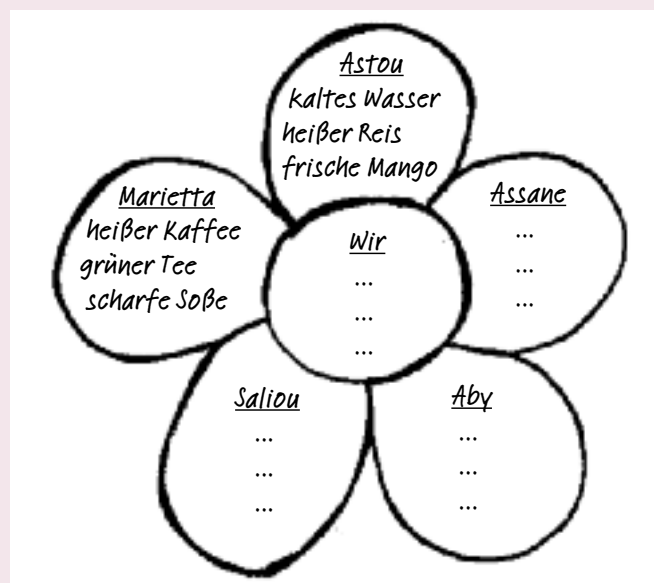 Astou
kaltes Wasser
heißer Reis
frische Mango
Marietta
heißer Kaffee
grüner Tee
scharfe Soße
Wir
...
...
...
Assane
...
...
...
Saliou
...
...
...
Aby
...
...
...